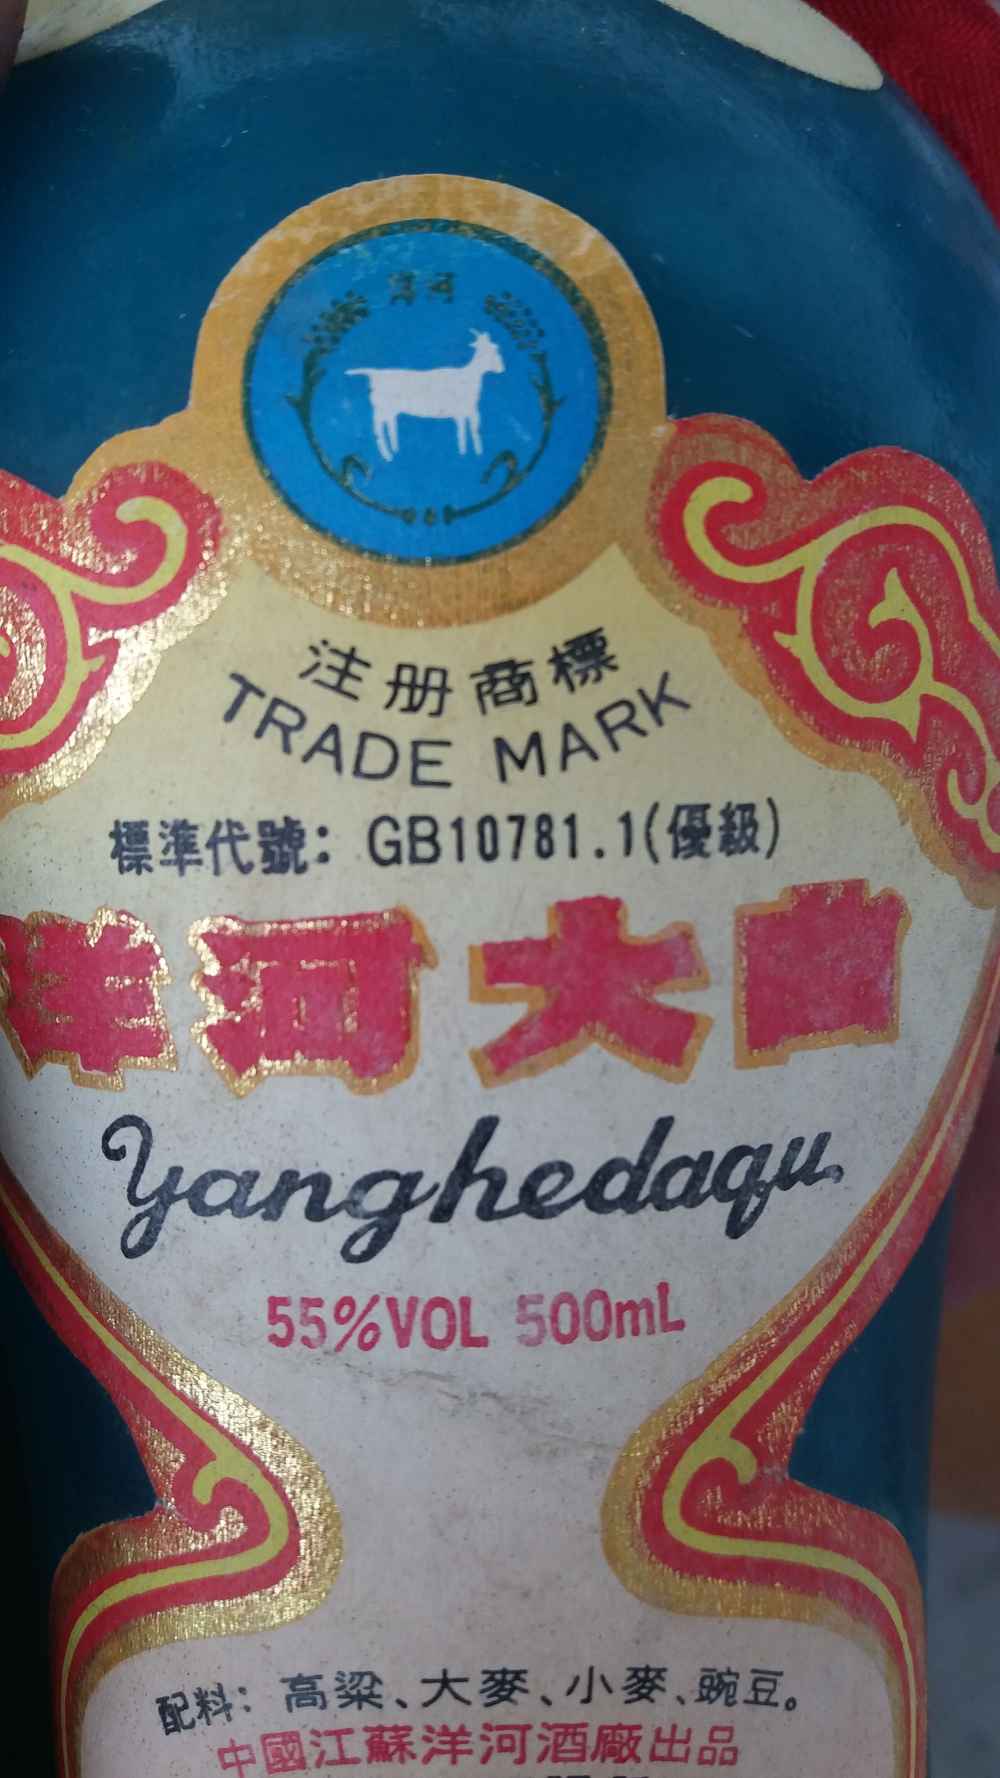 洋河
注册商標
TRADE MARK
標準代號：GB10781.1(優級)
洋河大曲
Yanghedaqu
55%VOL 500mL
配料：高粱、大麥、小麥、豌豆。
中國江蘇洋河酒廠出品